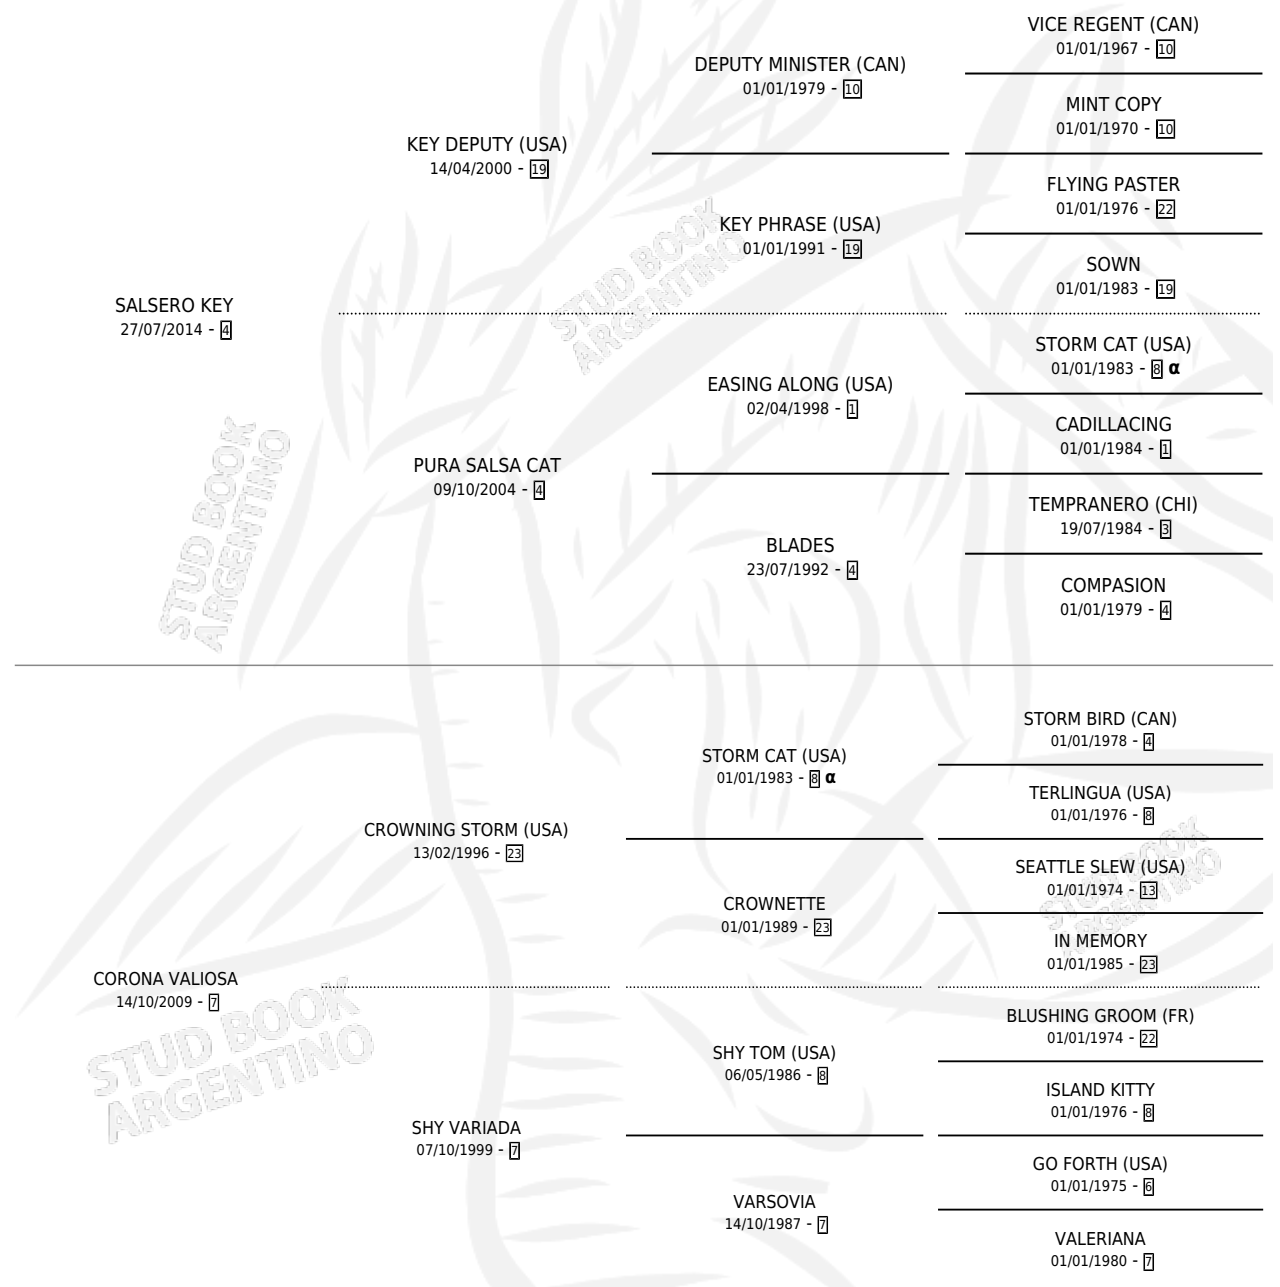 VICE REGENT (CAN)
01/01/1967 - 10
DEPUTY MINISTER (CAN)
01/01/1979 - 10
MINT COPY
01/01/1970 - 10
KEY DEPUTY (USA)
14/04/2000 - 19
FLYING PASTER
01/01/1976 - 22
KEY PHRASE (USA)
01/01/1991 - 19
SOWN
01/01/1983 - 19
SALSERO KEY
27/07/2014 - 4
STORM CAT (USA)
01/01/1983 - 8 α
EASING ALONG (USA)
02/04/1998 - 1
CADILLACING
01/01/1984 - 1
PURA SALSA CAT
09/10/2004 - 4
TEMPRANERO (CHI)
19/07/1984 - 3
BLADES
23/07/1992 - 4
COMPASION
01/01/1979 - 4
STORM BIRD (CAN)
01/01/1978 - 4
STORM CAT (USA)
01/01/1983 - 8 α
TERLINGUA (USA)
01/01/1976 - 8
CROWNING STORM (USA)
13/02/1996 - 23
SEATTLE SLEW (USA)
01/01/1974 - 13
CROWNETTE
01/01/1989 - 23
IN MEMORY
01/01/1985 - 23
CORONA VALIOSA
14/10/2009 - 7
BLUSHING GROOM (FR)
01/01/1974 - 22
SHY TOM (USA)
06/05/1986 - 8
ISLAND KITTY
01/01/1976 - 8
SHY VARIADA
07/10/1999 - 7
GO FORTH (USA)
01/01/1975 - 6
VARSOVIA
14/10/1987 - 7
VALERIANA
01/01/1980 - 7
STUD BOOK
ARGENTINO
STUD BOOK
ARGENTINO
STUD BOOK
ARGENTINO
STUD BOOK
ARGENTINO